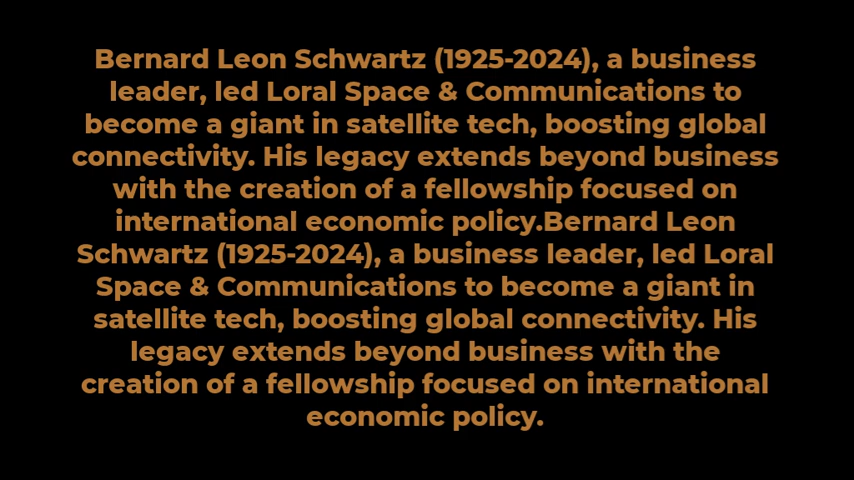 Bernard Leon Schwartz (1925-2024), a business
leader, led Loral Space & Communications to
become a giant in satellite tech, boosting global
connectivity. His legacy extends beyond business
with the creation of a fellowship focused on
international economic policy.Bernard Leon
Schwartz (1925-2024), a business leader, led Loral
Space & Communications to become a giant in
satellite tech, boosting global connectivity. His
legacy extends beyond business with the
creation of a fellowship focused on international
economic policy.